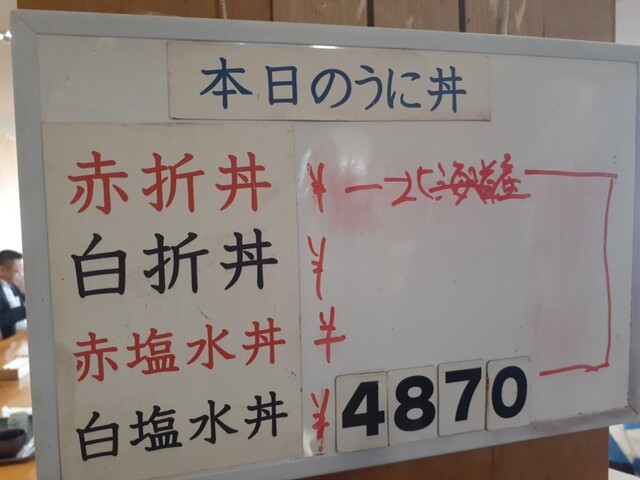 本日のうに丼
赤折丼 ¥ 北海道産
白折丼 ¥
赤塩水丼 ¥
白塩水丼 ¥4870